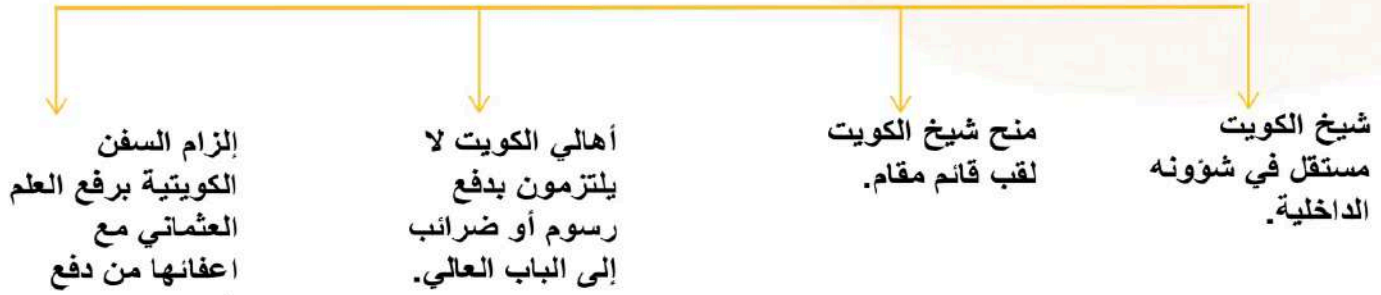 شيخ الكويت
مستقل في شؤونه
الداخلية.
منح شيخ الكويت
لقب قائم مقام.
أهالي الكويت لا
يلتزمون بدفع
رسوم أو ضرائب
إلى الباب العالي.
إلزام السفن
الكويتية برفع العلم
العثماني مع
اعفائها من دفع